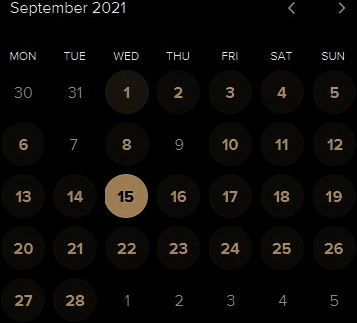 September 2021
MON TUE WED THU FRI SAT SUN
30 31 1 2 3 4 5
6 7 8 9 10 11 12
13 14 15 16 17 18 19
20 21 22 23 24 25 26
27 28 1 2 3 4 5